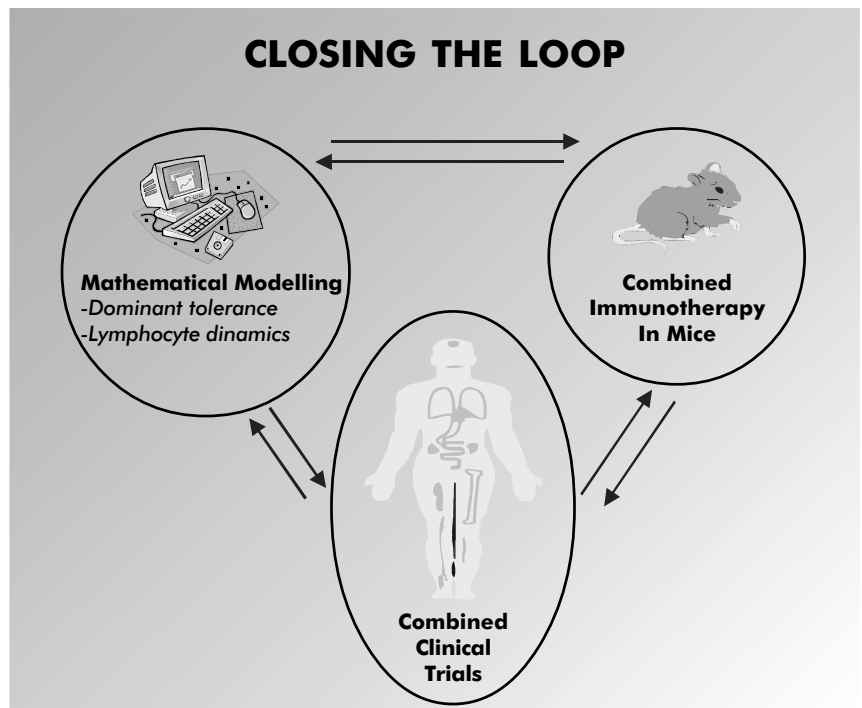 CLOSING THE LOOP
Mathematical Modelling
-Dominant tolerance
-Lymphocyte dinamics
Combined
Immunotherapy
In Mice
Combined
Clinical
Trials